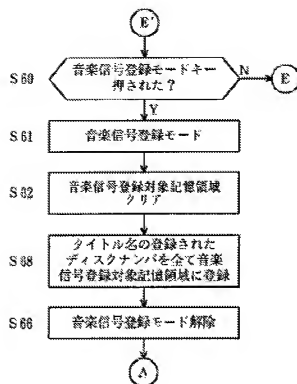 E'
S60
音楽信号登録モードキー
押された？
N
E
Y
S61
音楽信号登録モード
S62
音楽信号登録対象記憶領域
クリア
S68
タイトル名の登録された
ディスクナンバを全て音楽
信号登録対象記憶領域に登録
S66
音楽信号登録モード解除
A